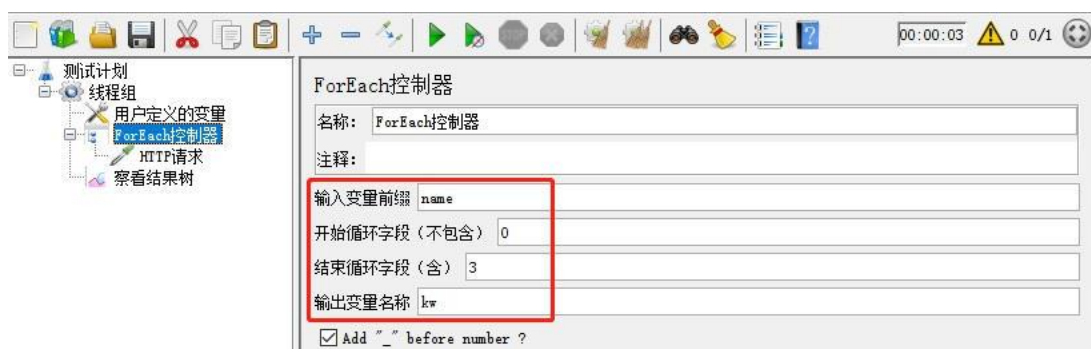 STOP
00:00:03 0 0/1
测试计划
线程组
用户定义的变量
ForEach控制器
HTTP请求
察看结果树
ForEach控制器
名称: ForEach控制器
注释:
输入变量前缀 name
开始循环字段（不包含） 0
结束循环字段（含） 3
输出变量名称 kw
Add "_" before number ?